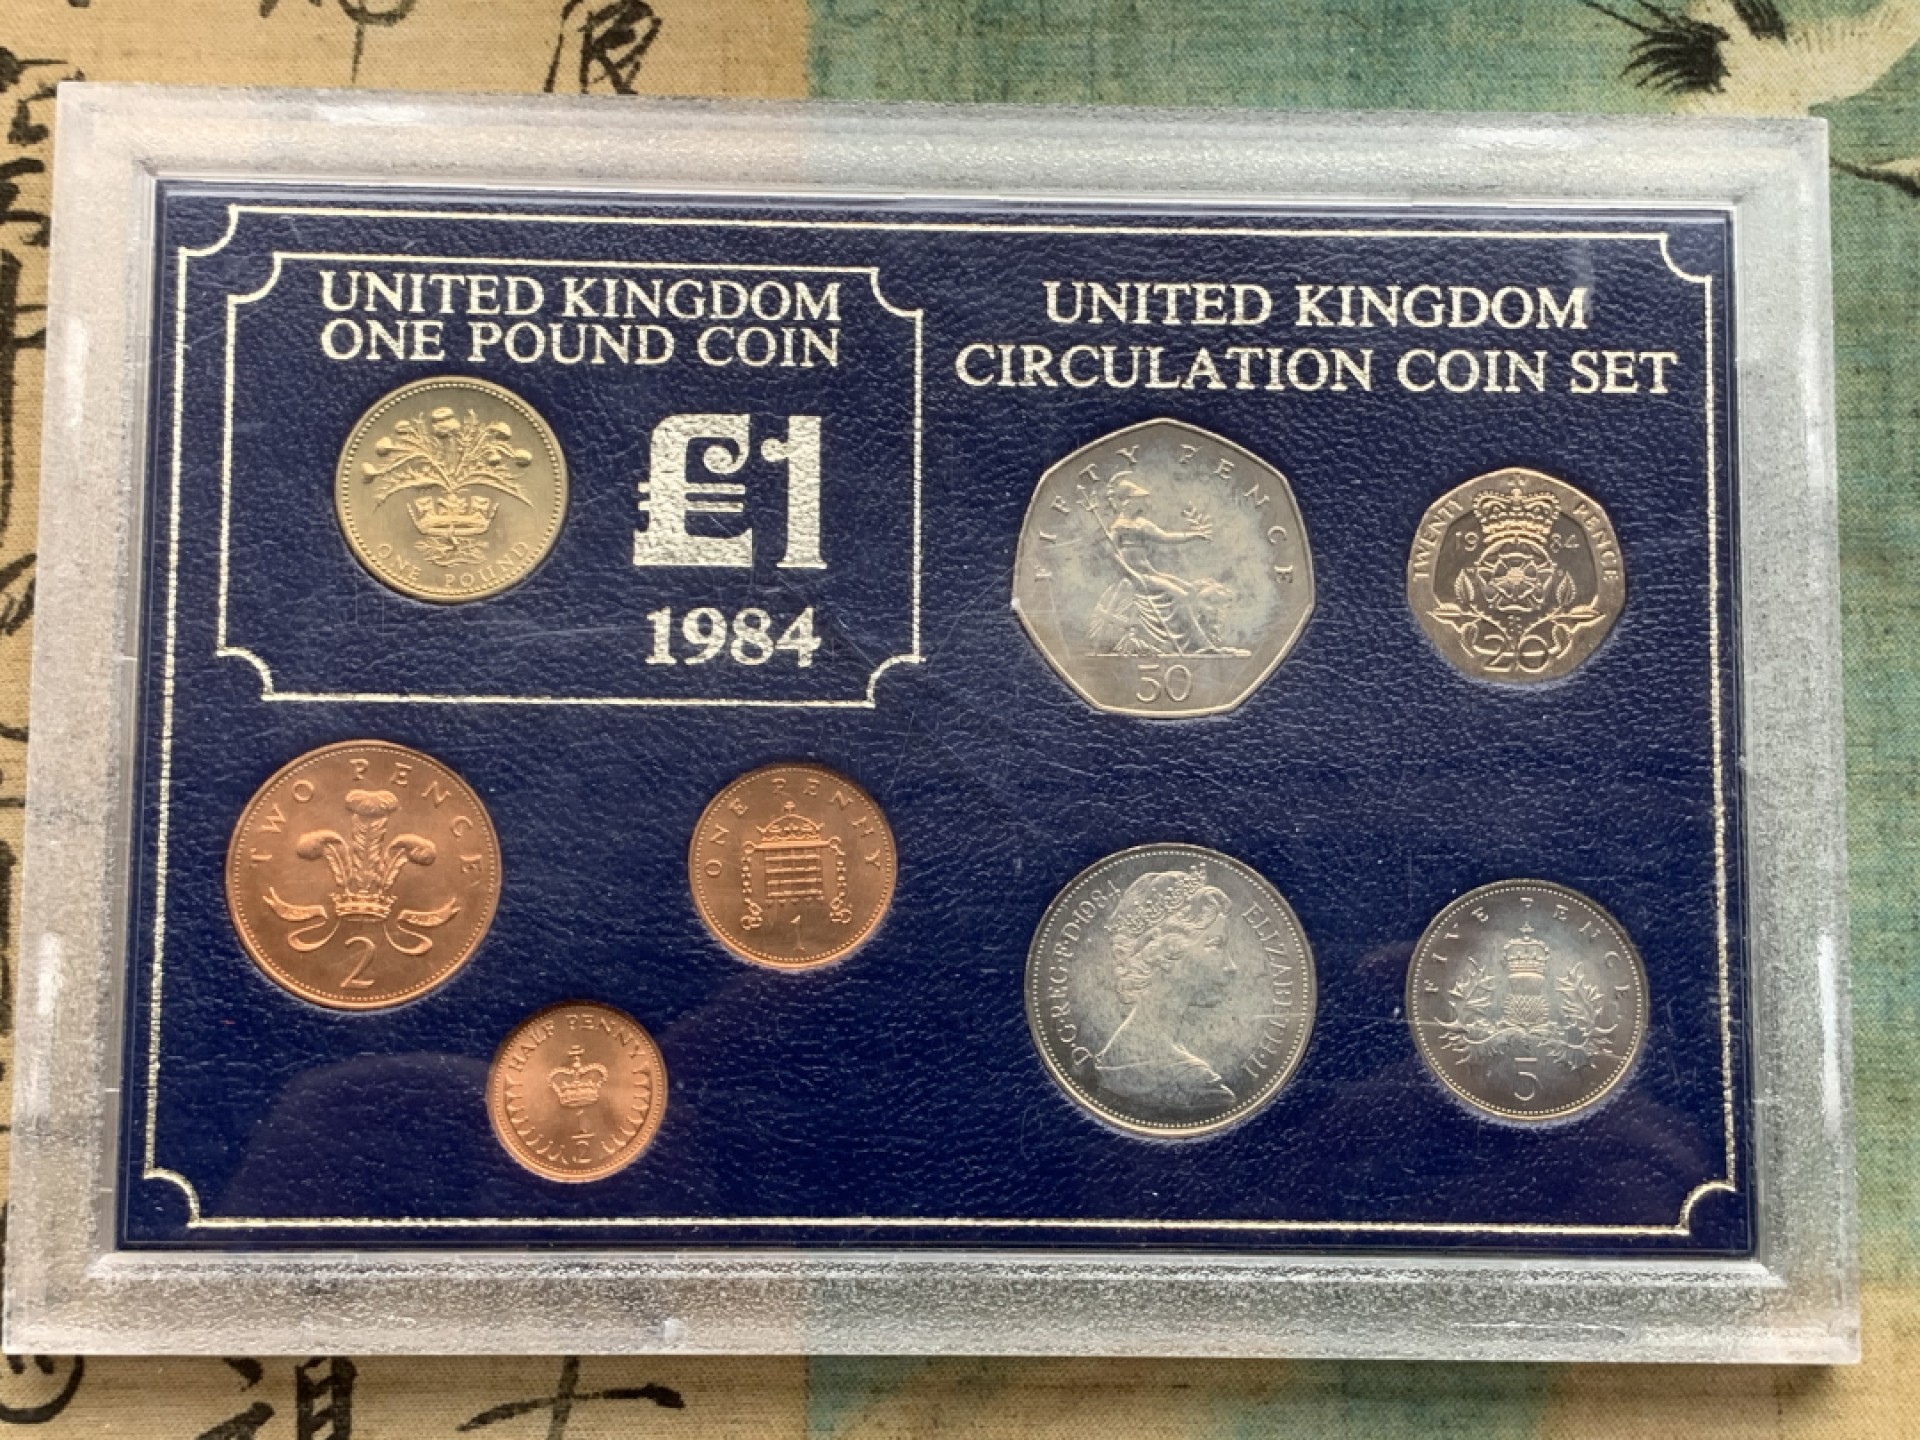 浪
UNITED KINGDOM
ONE POUND COIN
£1
1984
ONE POUND
UNITED KINGDOM
CIRCULATION COIN SET
FIFTY PENCE
50
TWENTY PENCE
1984
20
TWO PENCE
2
ONE PENNY
1
HALF PENNY
1
2
D·G·REG·F·D·1984 ELIZABETH·II
FIVE PENCE
5
祖